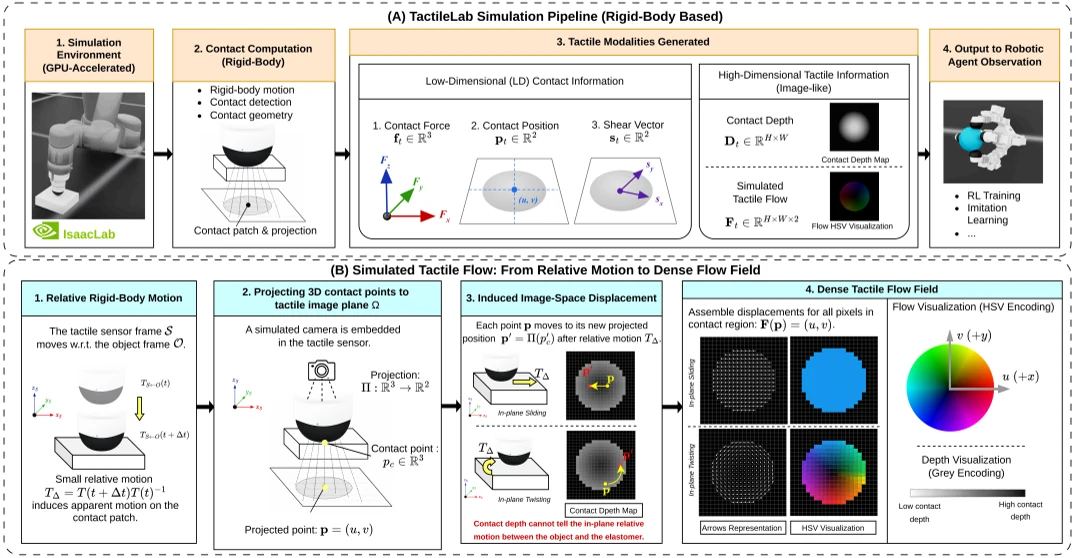 (A) TactileLab Simulation Pipeline (Rigid-Body Based)
1. Simulation
Environment
(GPU-Accelerated)
IsaacLab
2. Contact Computation
(Rigid-Body)
• Rigid-body motion
• Contact detection
• Contact geometry
Contact patch & projection
3. Tactile Modalities Generated
Low-Dimensional (LD) Contact Information
1. Contact Force
f_t ∈ ℝ³
F_z
F_y
F_x
2. Contact Position
p_t ∈ ℝ²
(u, v)
3. Shear Vector
s_t ∈ ℝ²
s_y
s_x
High-Dimensional Tactile Information
(Image-like)
Contact Depth
D_t ∈ ℝ^{H×W}
Contact Depth Map
Simulated
Tactile Flow
F_t ∈ ℝ^{H×W×2}
Flow HSV Visualization
4. Output to Robotic
Agent Observation
• RL Training
• Imitation
Learning
• ...
(B) Simulated Tactile Flow: From Relative Motion to Dense Flow Field
1. Relative Rigid-Body Motion
The tactile sensor frame 𝒮
moves w.r.t. the object frame 𝒪.
T_{S←O}(t)
T_{S←O}(t + Δt)
Small relative motion
T_Δ = T(t + Δt)T(t)⁻¹
induces apparent motion on the
contact patch.
2. Projecting 3D contact points to
tactile image plane Ω
A simulated camera is embedded
in the tactile sensor.
Projection:
Π : ℝ³ → ℝ²
Contact point :
p_c ∈ ℝ³
Projected point: p = (u, v)
3. Induced Image-Space Displacement
Each point p moves to its new projected
position p′ = Π(p′_c) after relative motion T_Δ.
T_Δ
In-plane Sliding
p′
p
T_Δ
In-plane Twisting
p′
p
Contact Depth Map
Contact depth cannot tell the in-plane relative
motion between the object and the elastomer.
4. Dense Tactile Flow Field
Assemble displacements for all pixels in
contact region: F(p) = (u, v).
In-plane Sliding
In-plane Twisting
Arrows Representation
HSV Visualization
Flow Visualization (HSV Encoding)
v (+y)
u (+x)
Depth Visualization
(Grey Encoding)
Low contact
depth
High contact
depth